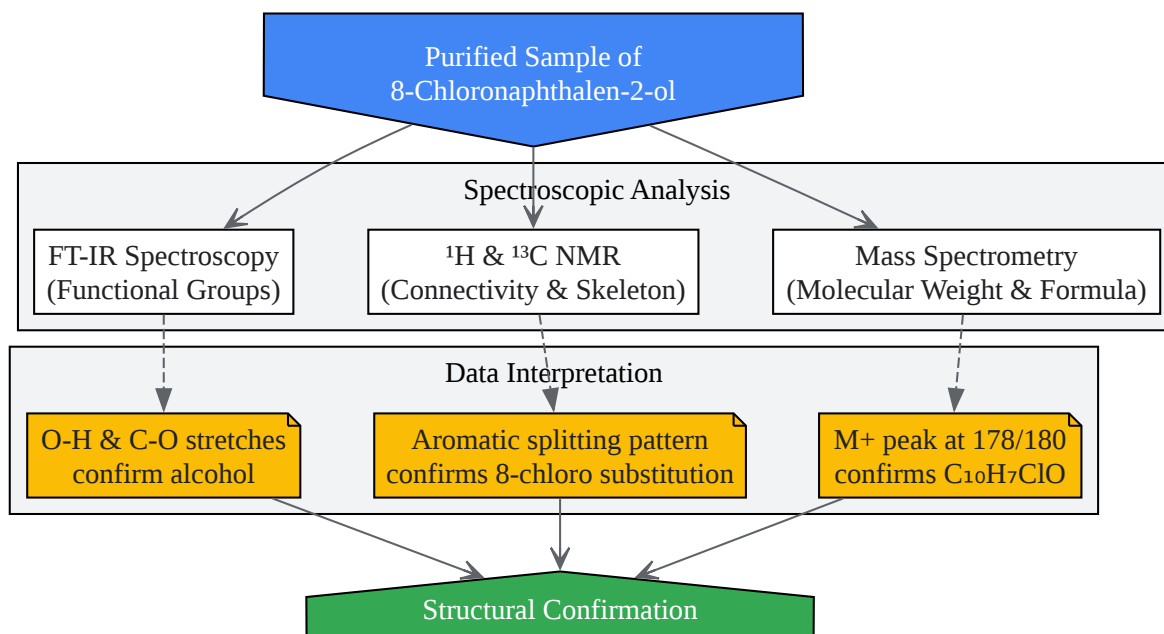 Purified Sample of
8-Chloronaphthalen-2-ol
Spectroscopic Analysis
FT-IR Spectroscopy
(Functional Groups)
¹H & ¹³C NMR
(Connectivity & Skeleton)
Mass Spectrometry
(Molecular Weight & Formula)
Data Interpretation
O-H & C-O stretches
confirm alcohol
Aromatic splitting pattern
confirms 8-chloro substitution
M+ peak at 178/180
confirms C₁₀H₇ClO
Structural Confirmation